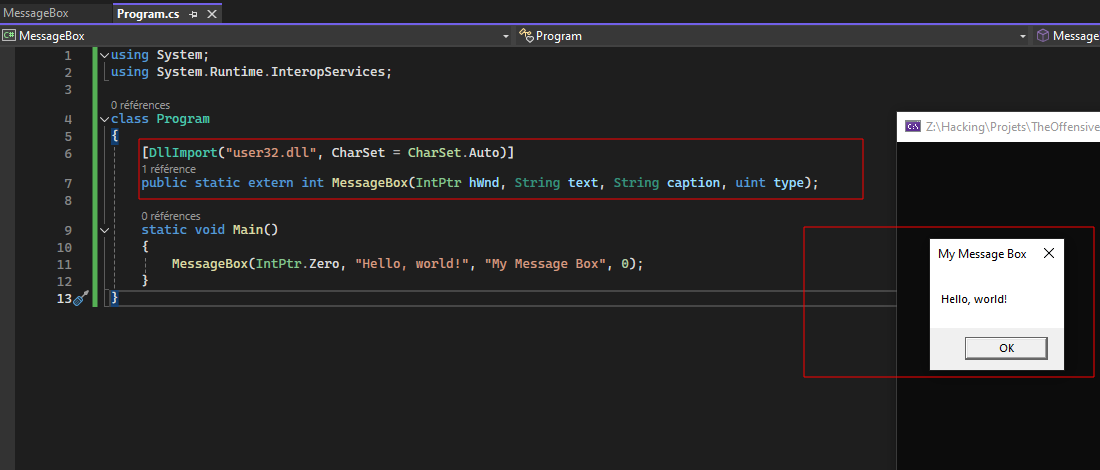 MessageBox
Program.cs
MessageBox
Program
Message
1 using System;
2 using System.Runtime.InteropServices;
3
0 références
4 class Program
5 {
6 [DllImport("user32.dll", CharSet = CharSet.Auto)]
1 référence
7 public static extern int MessageBox(IntPtr hWnd, String text, String caption, uint type);
8
0 références
9 static void Main()
10 {
11 MessageBox(IntPtr.Zero, "Hello, world!", "My Message Box", 0);
12 }
13 }
Z:\Hacking\Projets\TheOffensive
My Message Box
Hello, world!
OK